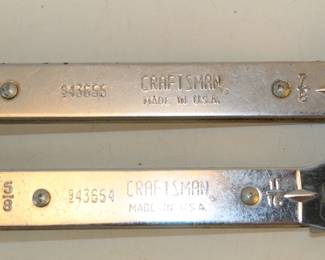 943655 CRAFTSMAN 7/8
MADE IN U.S.A.
5/8 943654 CRAFTSMAN 11/16
MADE IN U.S.A.